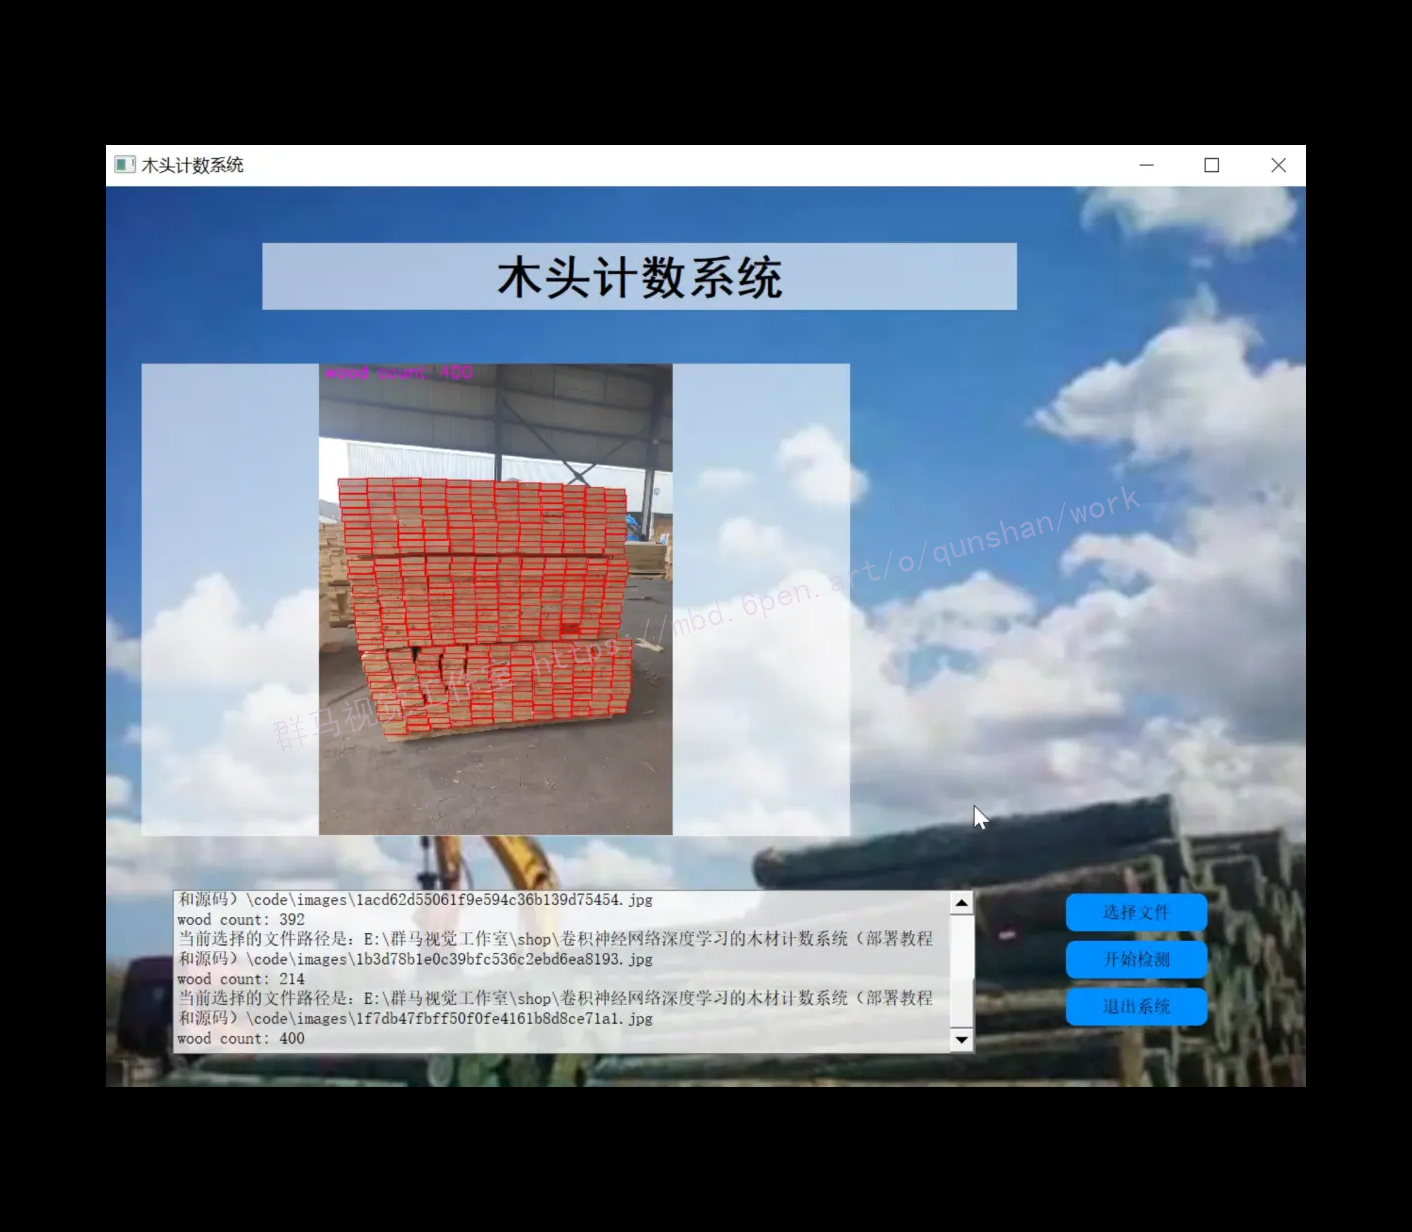 木头计数系统
木头计数系统
wood count: 400
群马视觉工作室 https://mbd.6pen.art/o/qunshan/work
和源码）\code\images\1acd62d55061f9e594c36b139d75454.jpg
wood count: 392
当前选择的文件路径是：E:\群马视觉工作室\shop\卷积神经网络深度学习的木材计数系统（部署教程
和源码）\code\images\1b3d78b1e0c39bfc536c2ebd6ea8193.jpg
wood count: 214
当前选择的文件路径是：E:\群马视觉工作室\shop\卷积神经网络深度学习的木材计数系统（部署教程
和源码）\code\images\1f7db47fbff50f0fe4161b8d8ce71a1.jpg
wood count: 400
选择文件
开始检测
退出系统